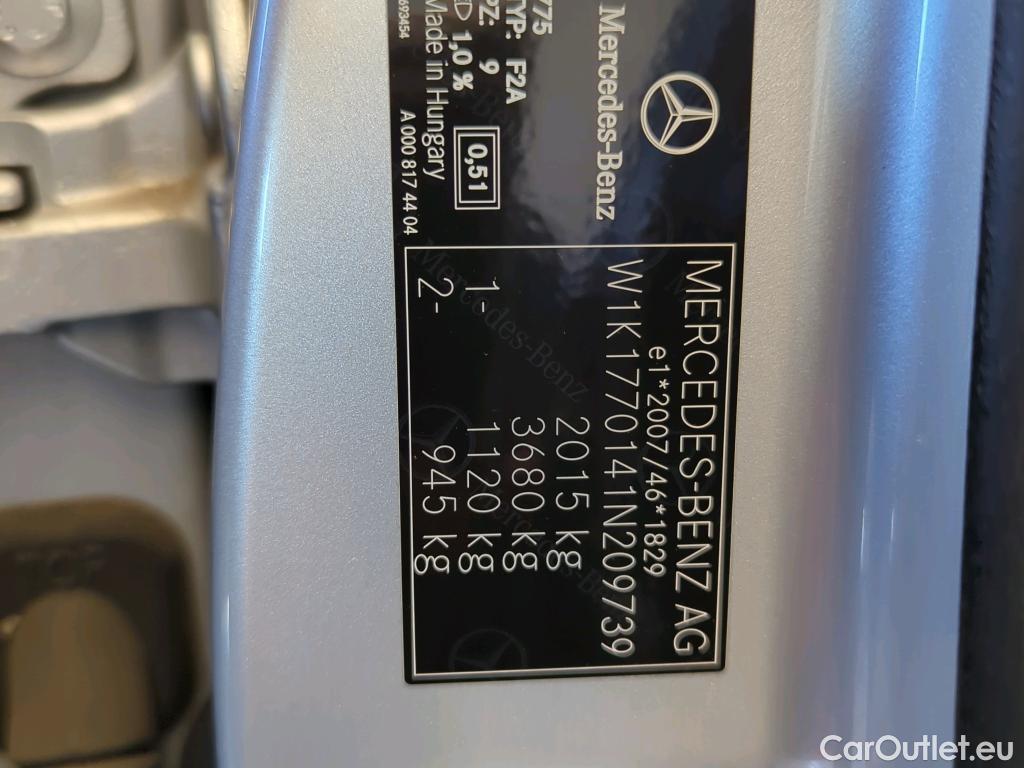 Mercedes-Benz
775
TYP: F2A
PZ: 9
1,0 %
0,51
Made in Hungary
693454
A 000 817 44 04
MERCEDES-BENZ AG
e1*2007/46*1829
W1K1770141N209739
2015 kg
3680 kg
1- 1120 kg
2- 945 kg
CarOutlet.eu